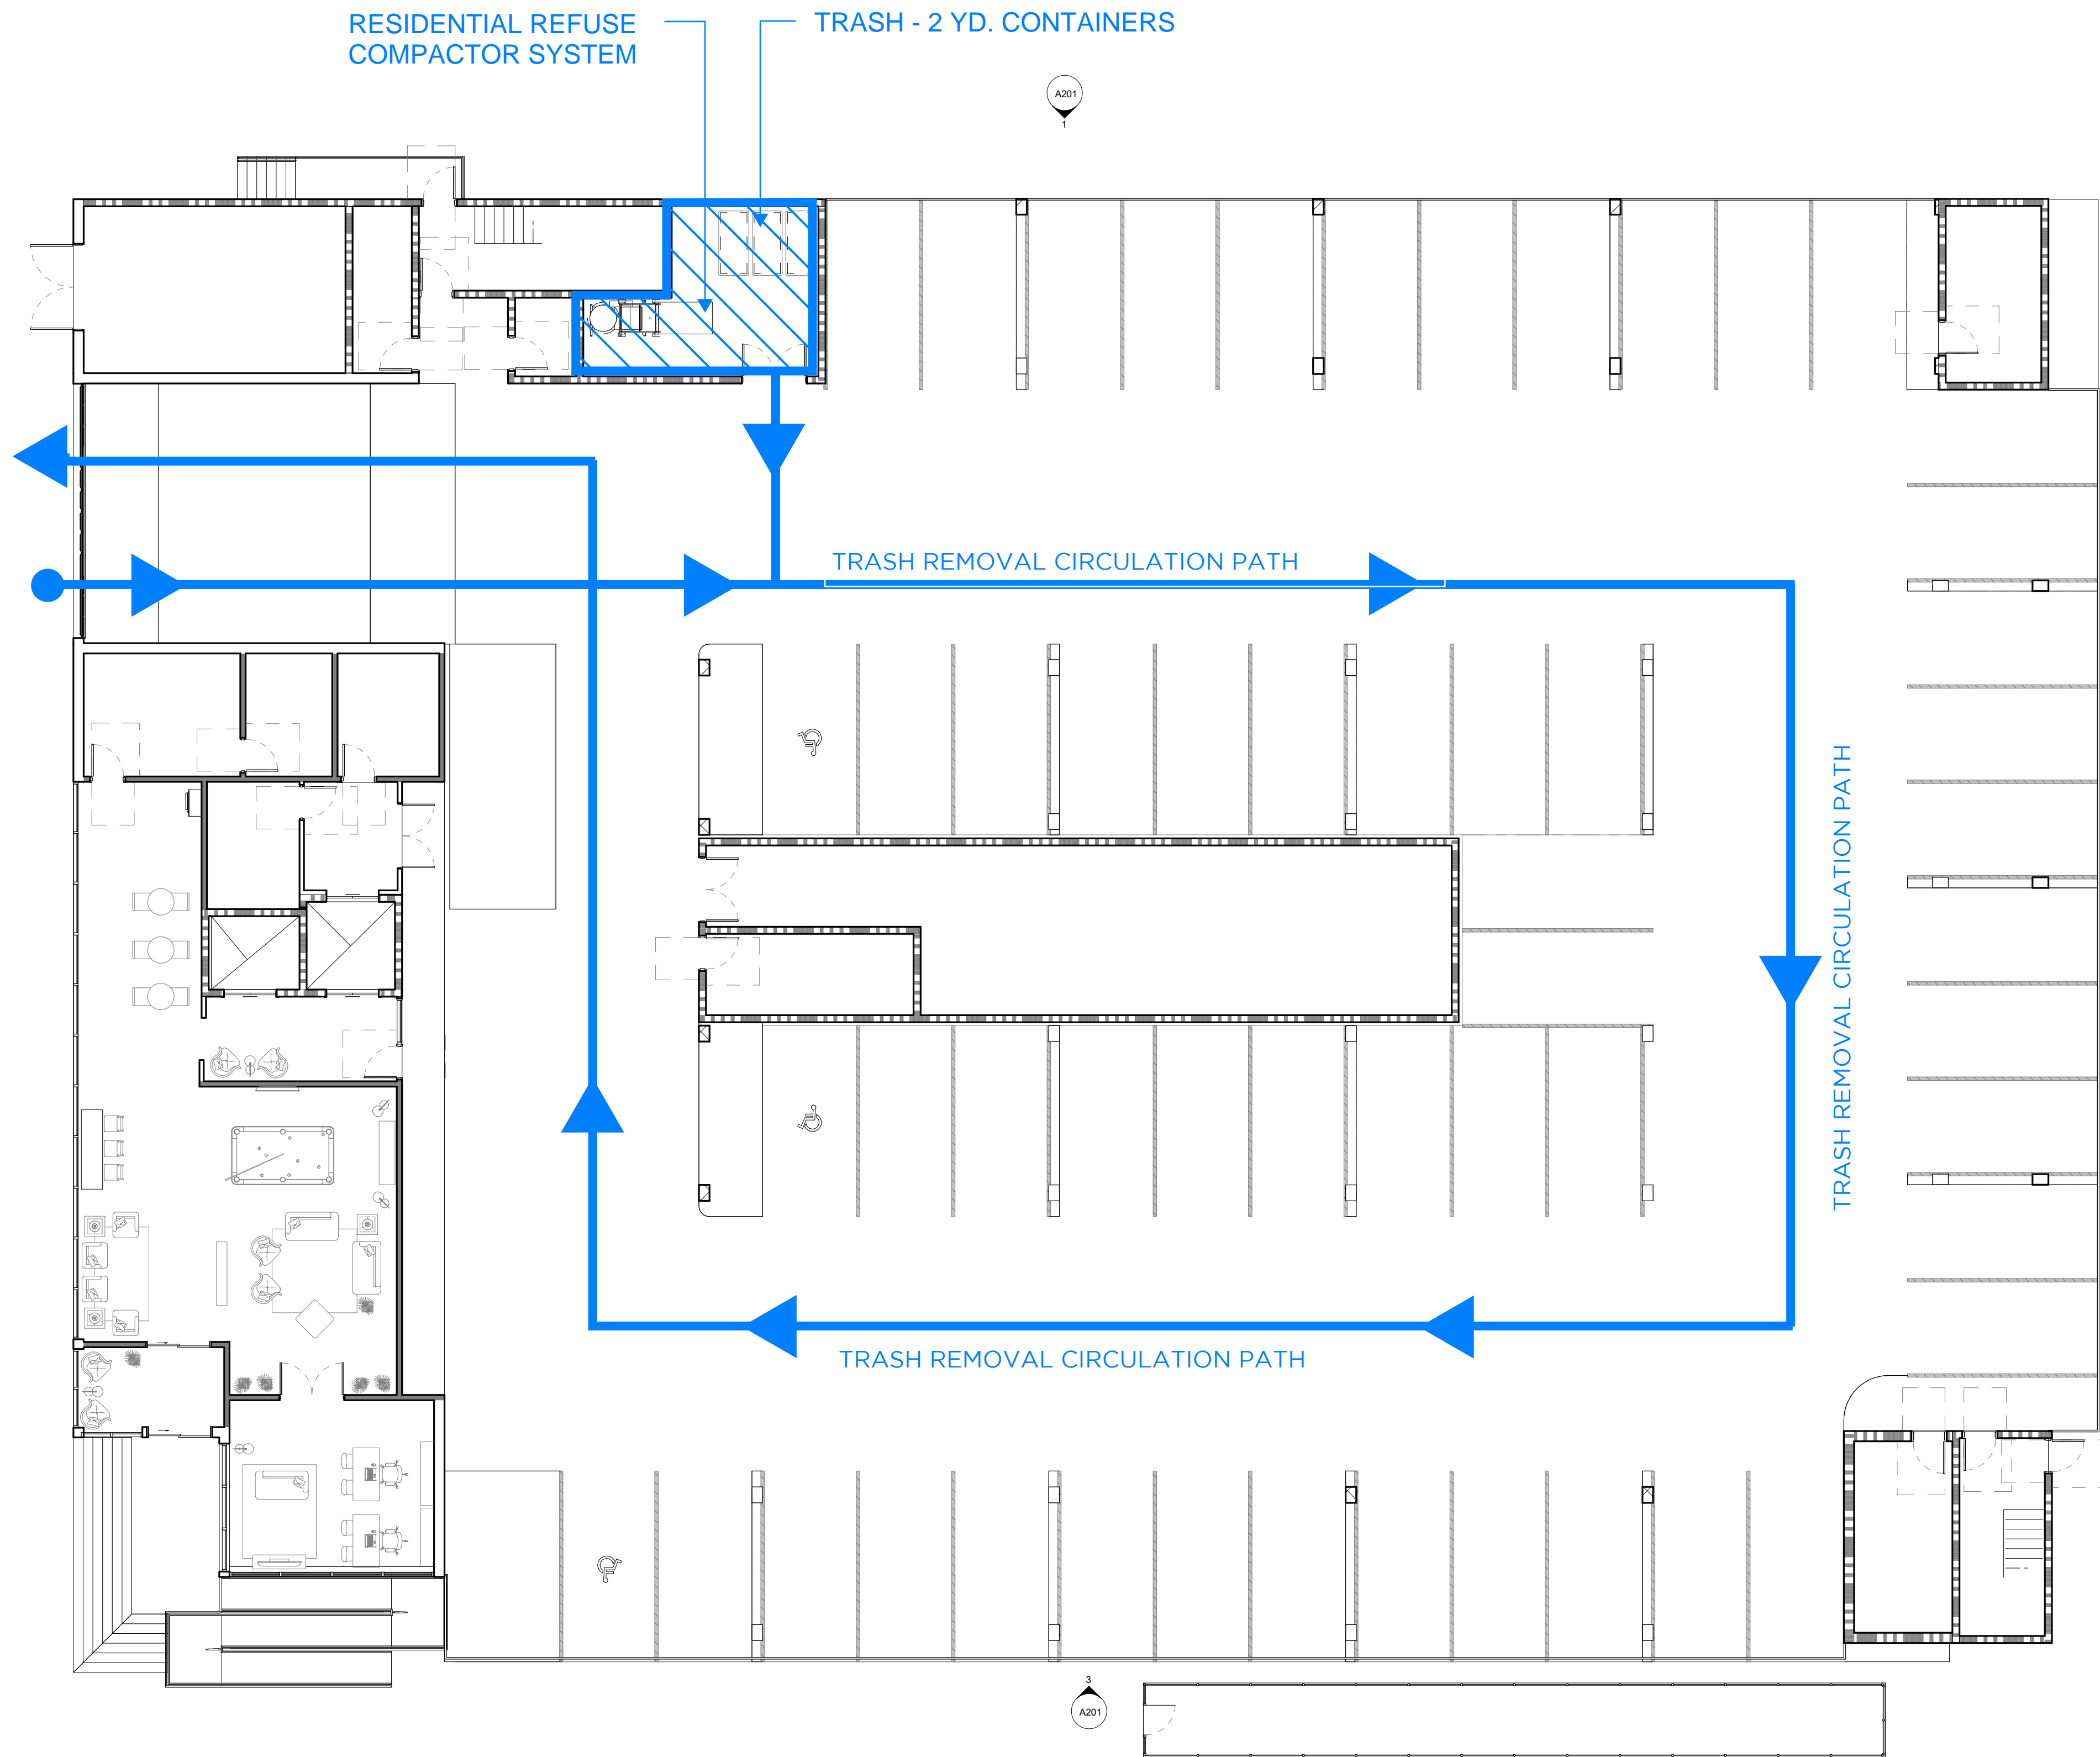 RESIDENTIAL REFUSE
COMPACTOR SYSTEM
TRASH - 2 YD. CONTAINERS
A201
1
TRASH REMOVAL CIRCULATION PATH
TRASH REMOVAL CIRCULATION PATH
TRASH REMOVAL CIRCULATION PATH
3
A201